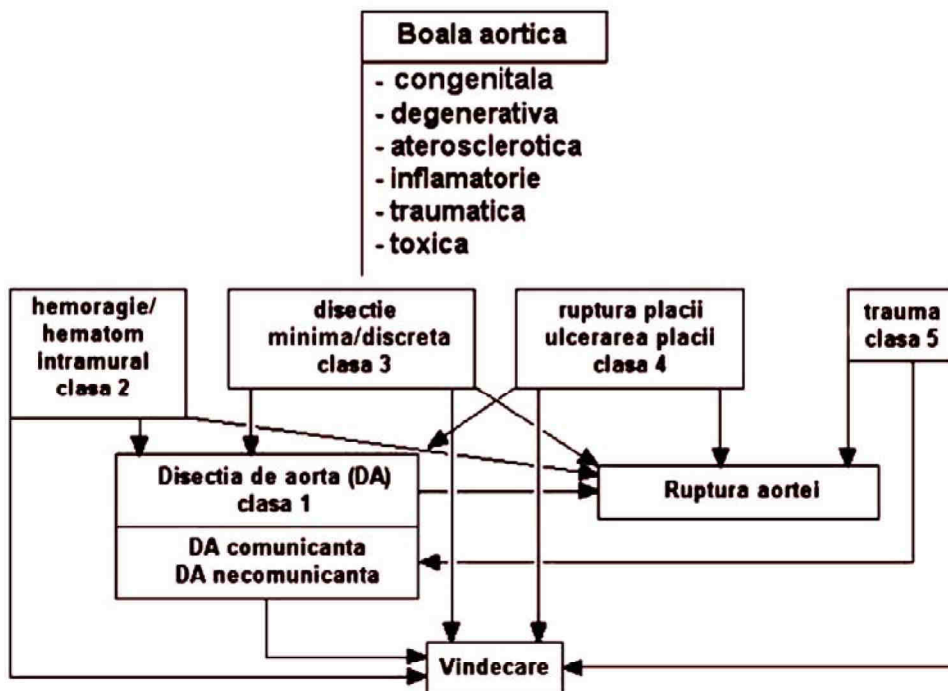 Boala aortica
- congenitala
- degenerativa
- aterosclerotica
- inflamatorie
- traumatica
- toxica
hemoragie/
hematom
intramural
clasa 2
disectie
minima/discreta
clasa 3
ruptura placii
ulcerarea placii
clasa 4
trauma
clasa 5
Disectia de aorta (DA)
clasa 1
DA comunicanta
DA necomunicanta
Ruptura aortei
Vindecare